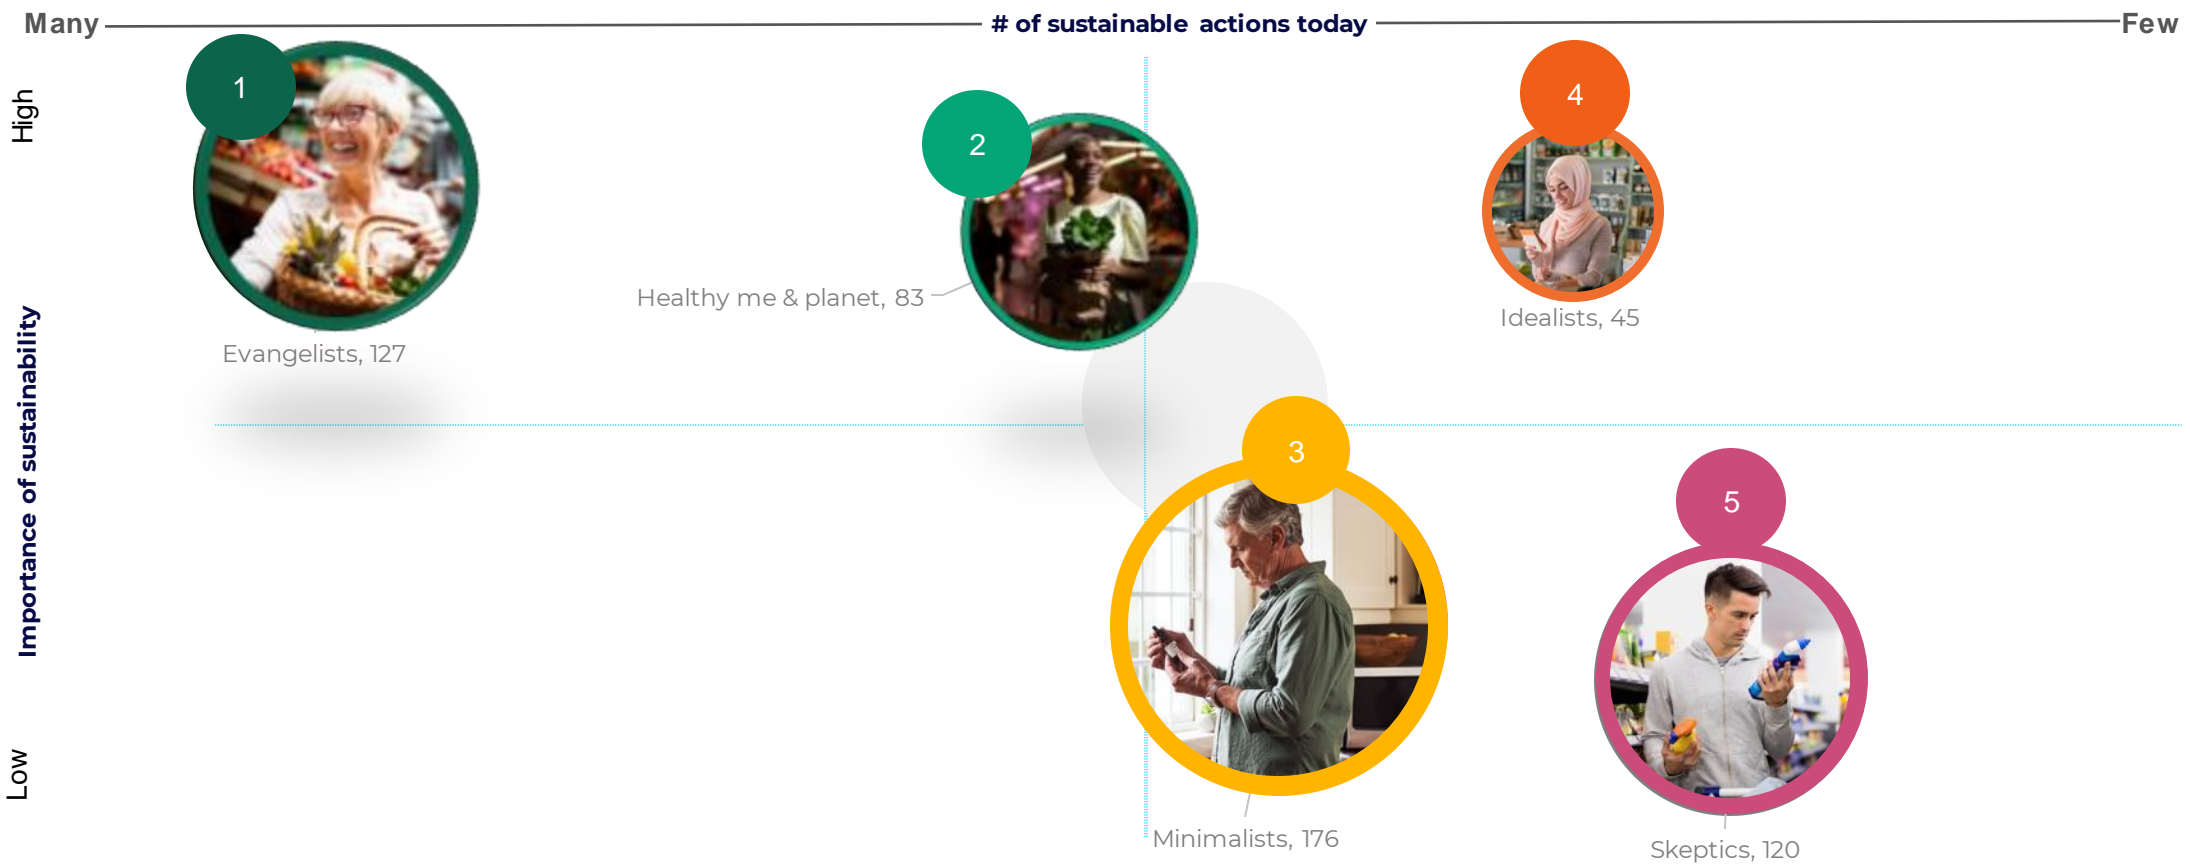 Many
# of sustainable actions today
Few
High
1
2
4
Healthy me & planet, 83
Idealists, 45
Evangelists, 127
Importance of sustainability
3
5
Low
Minimalists, 176
Skeptics, 120